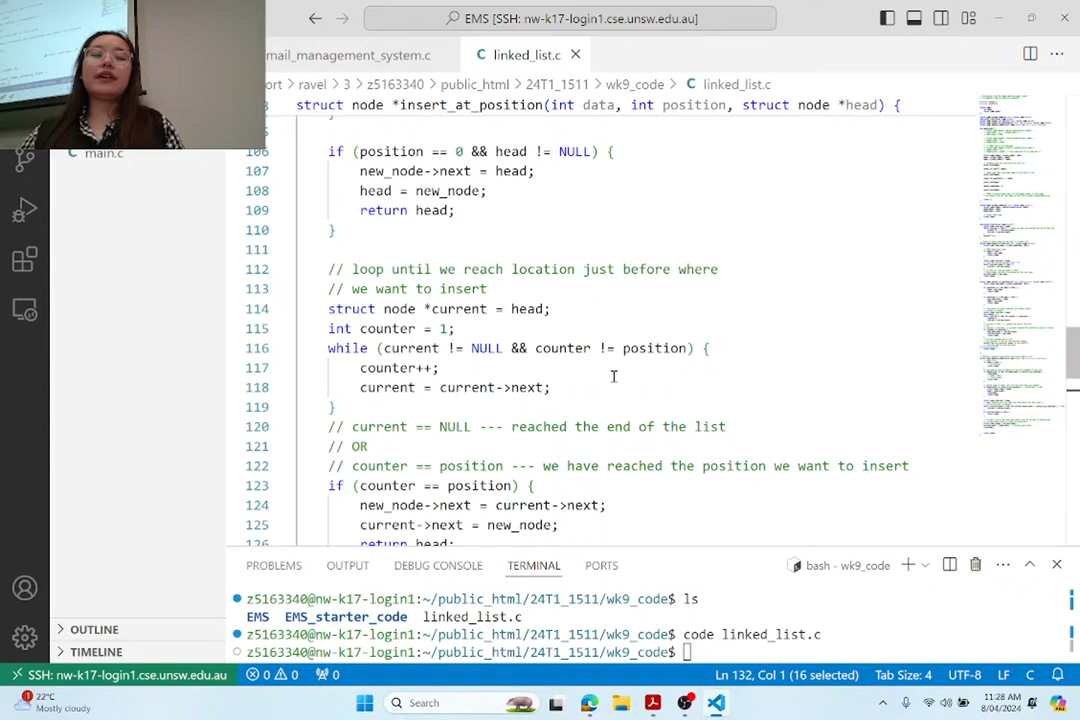 EMS [SSH: nw-k17-login1.cse.unsw.edu.au]
mail_management_system.c
C linked_list.c
ort > ravel > 3 > z5163340 > public_html > 24T1_1511 > wk9_code > C linked_list.c
struct node *insert_at_position(int data, int position, struct node *head) {
C main.c
}
106 if (position == 0 && head != NULL) {
107 new_node->next = head;
108 head = new_node;
109 return head;
110 }
111
112 // loop until we reach location just before where
113 // we want to insert
114 struct node *current = head;
115 int counter = 1;
116 while (current != NULL && counter != position) {
117 counter++;
118 current = current->next;
119 }
120 // current == NULL --- reached the end of the list
121 // OR
122 // counter == position --- we have reached the position we want to insert
123 if (counter == position) {
124 new_node->next = current->next;
125 current->next = new_node;
126 return head;
PROBLEMS OUTPUT DEBUG CONSOLE TERMINAL PORTS
bash - wk9_code
z5163340@nw-k17-login1:~/public_html/24T1_1511/wk9_code$ ls
EMS EMS_starter_code linked_list.c
z5163340@nw-k17-login1:~/public_html/24T1_1511/wk9_code$ code linked_list.c
z5163340@nw-k17-login1:~/public_html/24T1_1511/wk9_code$
OUTLINE
TIMELINE
SSH: nw-k17-login1.cse.unsw.edu.au 0 0 0
Ln 132, Col 1 (16 selected) Tab Size: 4 UTF-8 LF C
1
22°C
Mostly cloudy
Search
11:28 AM
8/04/2024